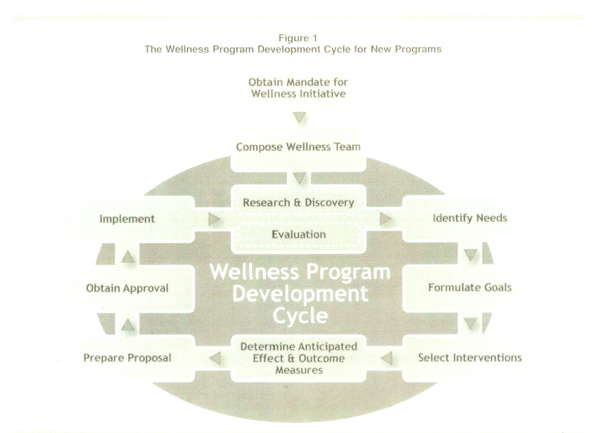 Figure 1
The Wellness Program Development Cycle for New Programs
Obtain Mandate for
Wellness Initiative
Compose Wellness Team
Research & Discovery
Evaluation
Implement
Identify Needs
Wellness Program
Development
Cycle
Obtain Approval
Formulate Goals
Prepare Proposal
Determine Anticipated
Effect & Outcome
Measures
Select Interventions